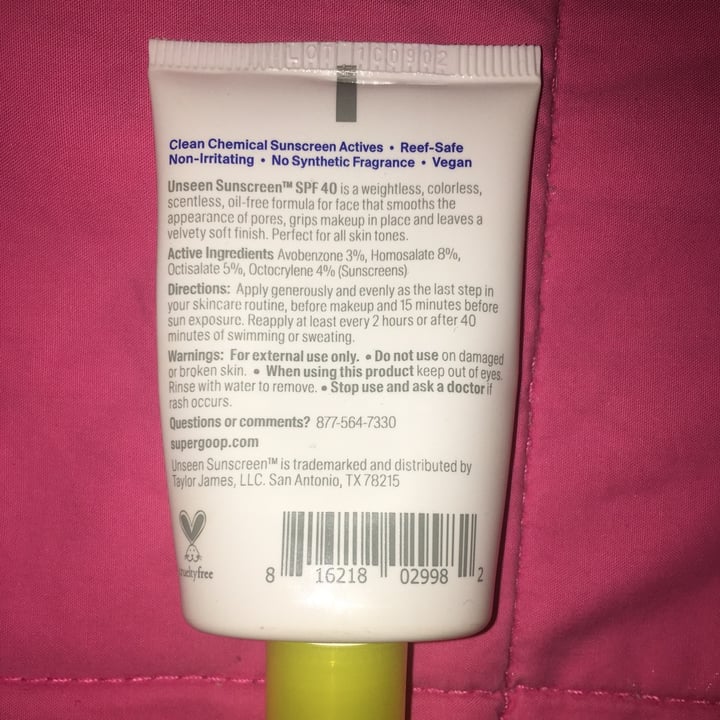 LOT 1C0902
Clean Chemical Sunscreen Actives • Reef-Safe
Non-Irritating • No Synthetic Fragrance • Vegan
Unseen Sunscreen™ SPF 40 is a weightless, colorless,
scentless, oil-free formula for face that smooths the
appearance of pores, grips makeup in place and leaves a
velvety soft finish. Perfect for all skin tones.
Active Ingredients Avobenzone 3%, Homosalate 8%,
Octisalate 5%, Octocrylene 4% (Sunscreens)
Directions: Apply generously and evenly as the last step in
your skincare routine, before makeup and 15 minutes before
sun exposure. Reapply at least every 2 hours or after 40
minutes of swimming or sweating.
Warnings: For external use only. • Do not use on damaged
or broken skin. • When using this product keep out of eyes.
Rinse with water to remove. • Stop use and ask a doctor if
rash occurs.
Questions or comments? 877-564-7330
supergoop.com
Unseen Sunscreen™ is trademarked and distributed by
Taylor James, LLC. San Antonio, TX 78215
crueltyfree
8 16218 02998 2